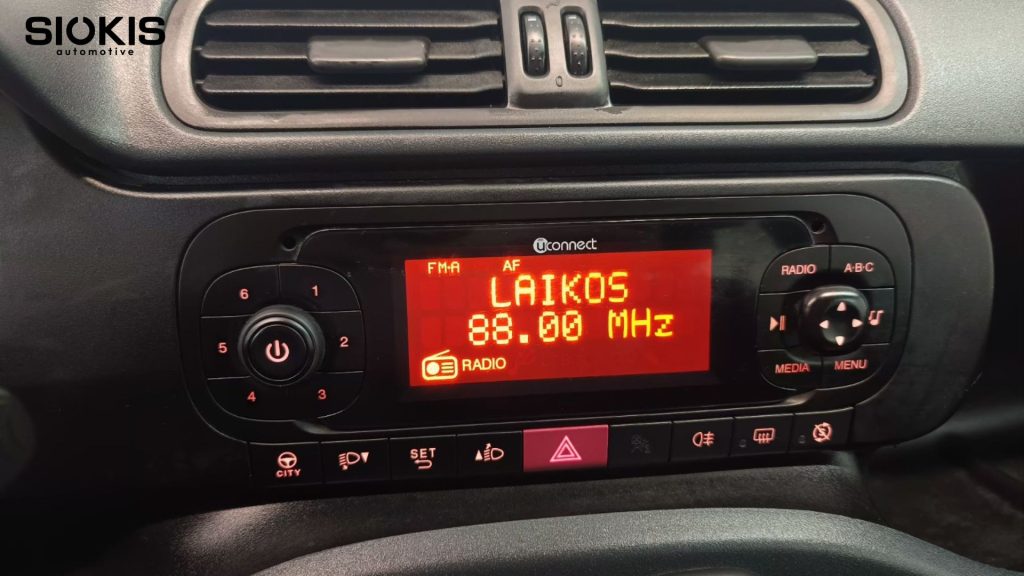 SIOKIS
automotive
uconnect
FM-A AF
LAIKOS
88.00 MHz
RADIO
6 1
5 2
4 3
RADIO A·B·C
MEDIA MENU
CITY
SET
0